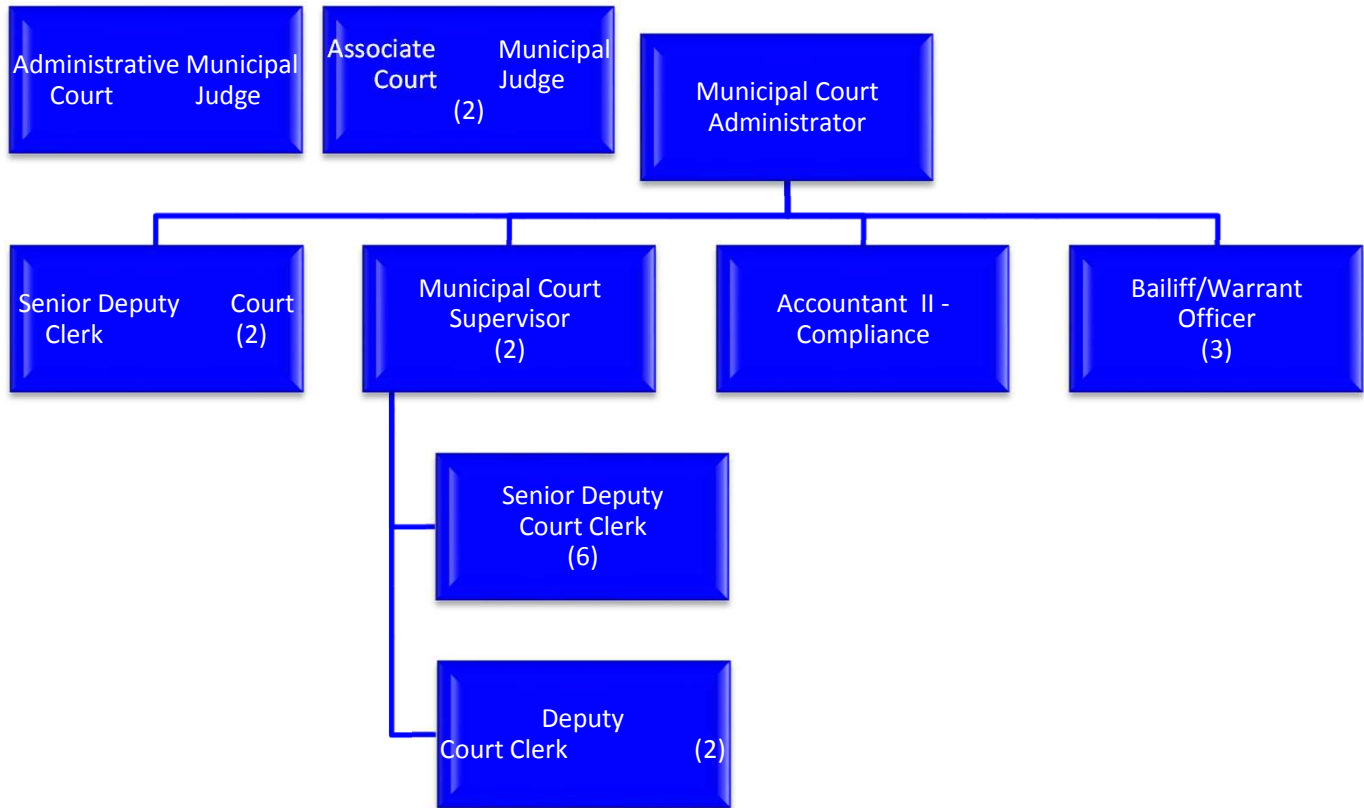 Administrative Municipal
Court Judge
Associate Municipal
Court Judge
(2)
Municipal Court
Administrator
Senior Deputy Court
Clerk (2)
Municipal Court
Supervisor
(2)
Accountant II -
Compliance
Bailiff/Warrant
Officer
(3)
Senior Deputy
Court Clerk
(6)
Deputy
Court Clerk (2)